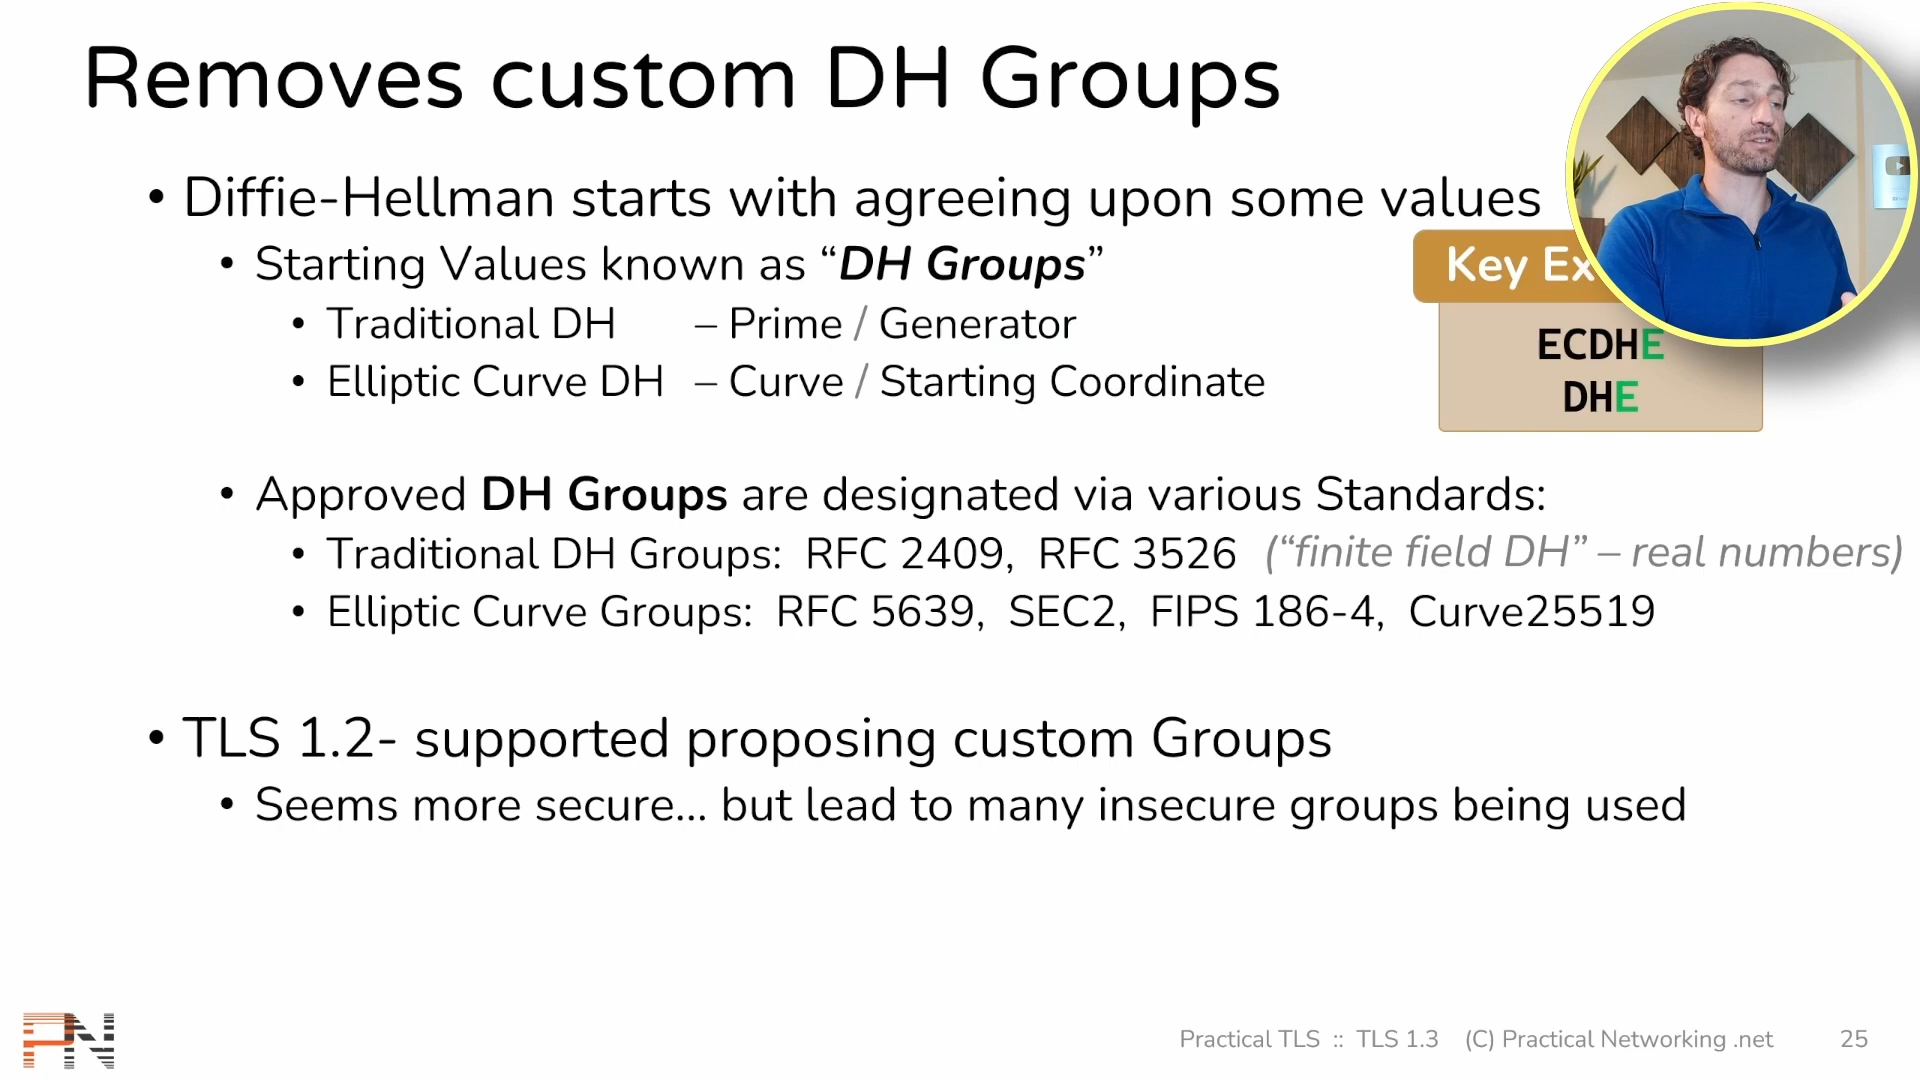 Removes custom DH Groups
• Diffie-Hellman starts with agreeing upon some values
• Starting Values known as “DH Groups”
• Traditional DH – Prime / Generator
• Elliptic Curve DH – Curve / Starting Coordinate
Key Ex
ECDHE
DHE
• Approved DH Groups are designated via various Standards:
• Traditional DH Groups: RFC 2409, RFC 3526 (“finite field DH” – real numbers)
• Elliptic Curve Groups: RFC 5639, SEC2, FIPS 186-4, Curve25519
• TLS 1.2- supported proposing custom Groups
• Seems more secure... but lead to many insecure groups being used
PN
Practical TLS :: TLS 1.3 (C) Practical Networking .net 25